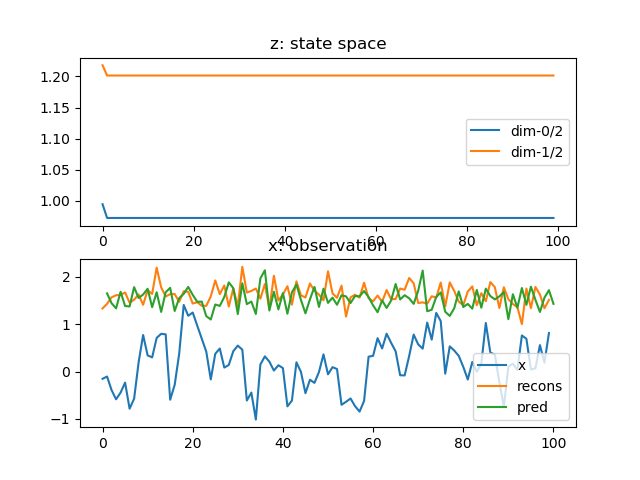 z: state space
1.20
1.15
1.10
1.05
1.00
dim-0/2
dim-1/2
0 20 40 60 80 100
x: observation
2
1
0
−1
x
recons
pred
0 20 40 60 80 100